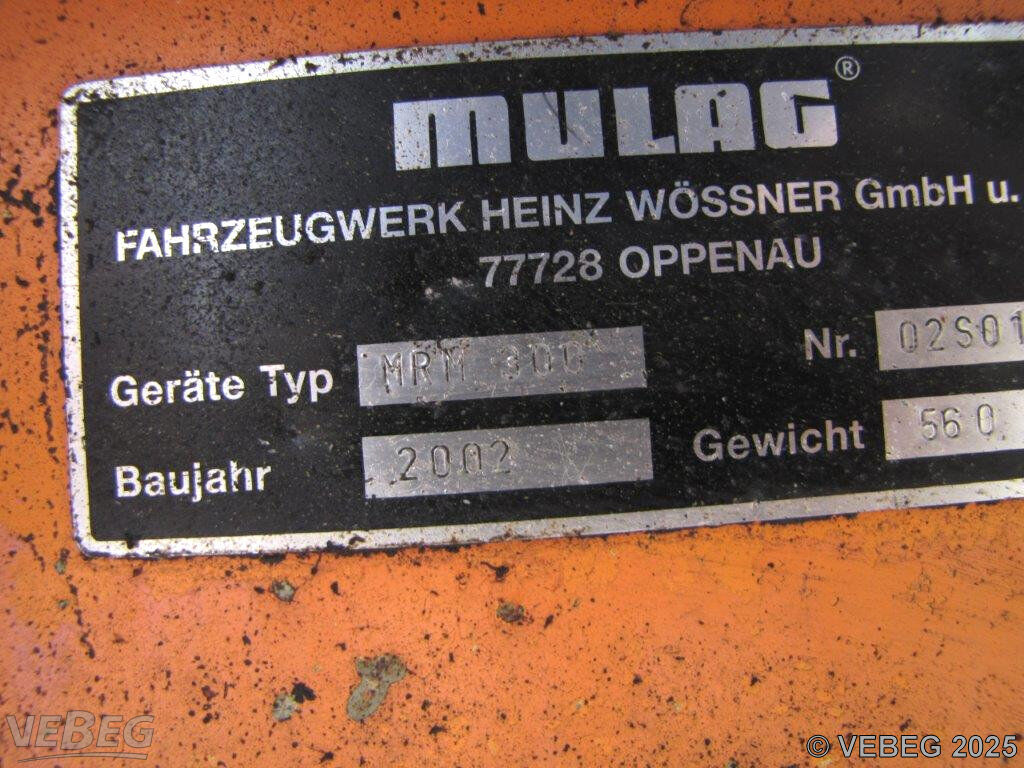 MULAG®
FAHRZEUGWERK HEINZ WÖSSNER GmbH u.
77728 OPPENAU
Geräte Typ MRM 300 Nr. 02S01
Baujahr 2002 Gewicht 560
VEBEG
© VEBEG 2025